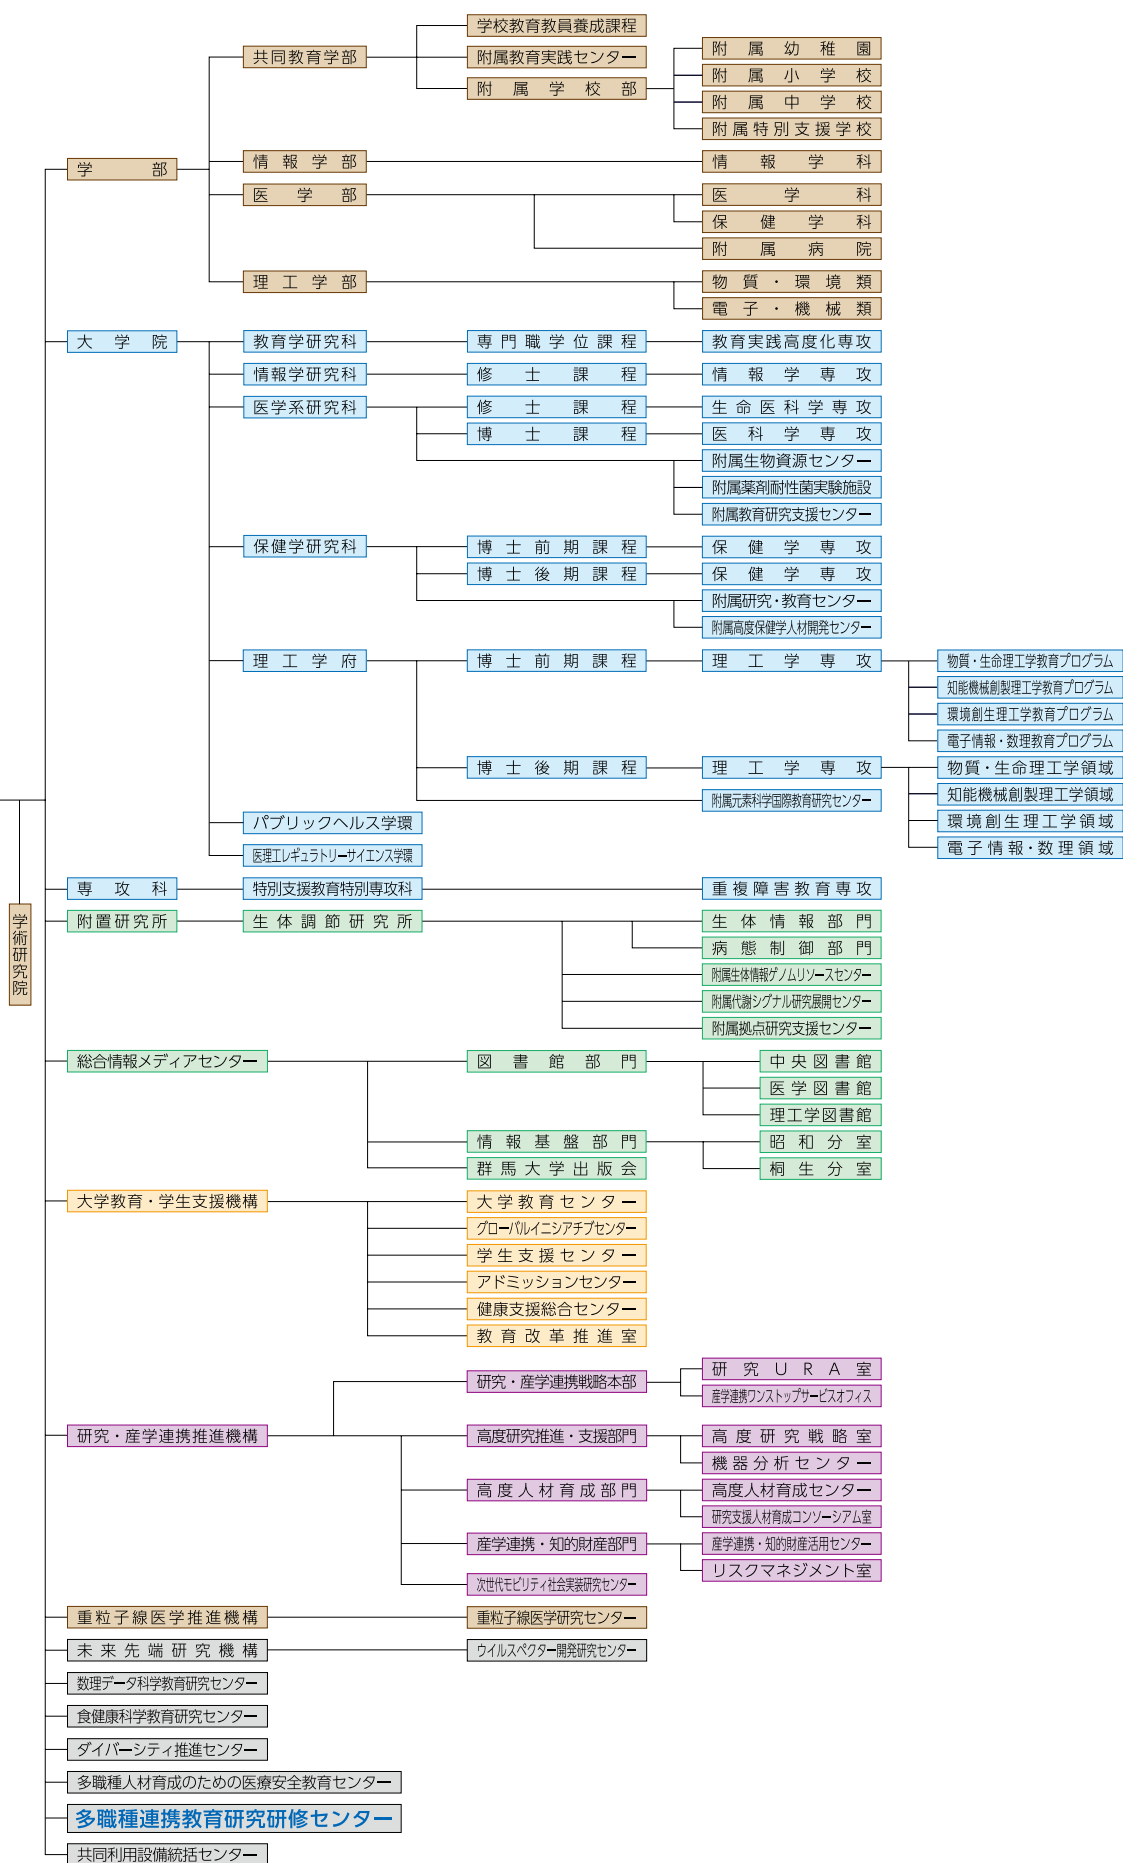 学術研究院
学部
共同教育学部
学校教育教員養成課程
附属教育実践センター
附属学校部
附属幼稚園
附属小学校
附属中学校
附属特別支援学校
情報学部
情報学科
医学部
医学科
保健学科
附属病院
理工学部
物質・環境類
電子・機械類
大学院
教育学研究科
専門職学位課程
教育実践高度化専攻
情報学研究科
修士課程
情報学専攻
医学系研究科
修士課程
生命医科学専攻
博士課程
医科学専攻
附属生物資源センター
附属薬剤耐性菌実験施設
附属教育研究支援センター
保健学研究科
博士前期課程
保健学専攻
博士後期課程
保健学専攻
附属研究・教育センター
附属高度保健学人材開発センター
理工学府
博士前期課程
理工学専攻
物質・生命理工学教育プログラム
知能機械創製理工学教育プログラム
環境創生理工学教育プログラム
電子情報・数理教育プログラム
博士後期課程
理工学専攻
物質・生命理工学領域
知能機械創製理工学領域
環境創生理工学領域
電子情報・数理領域
附属元素科学国際教育研究センター
パブリックヘルス学環
医理工レギュラトリーサイエンス学環
専攻科
特別支援教育特別専攻科
重複障害教育専攻
附置研究所
生体調節研究所
生体情報部門
病態制御部門
附属生体情報ゲノムリソースセンター
附属代謝シグナル研究展開センター
附属拠点研究支援センター
総合情報メディアセンター
図書館部門
中央図書館
医学図書館
理工学図書館
情報基盤部門
昭和分室
桐生分室
群馬大学出版会
大学教育・学生支援機構
大学教育センター
グローバルイニシアチブセンター
学生支援センター
アドミッションセンター
健康支援総合センター
教育改革推進室
研究・産学連携推進機構
研究・産学連携戦略本部
研究URA室
産学連携ワンストップサービスオフィス
高度研究推進・支援部門
高度研究戦略室
機器分析センター
高度人材育成部門
高度人材育成センター
研究支援人材育成コンソーシアム室
産学連携・知的財産部門
産学連携・知的財産活用センター
リスクマネジメント室
次世代モビリティ社会実装研究センター
重粒子線医学推進機構
重粒子線医学研究センター
未来先端研究機構
ウイルスベクター開発研究センター
数理データ科学教育研究センター
食健康科学教育研究センター
ダイバーシティ推進センター
多職種人材育成のための医療安全教育センター
多職種連携教育研究研修センター
共同利用設備統括センター